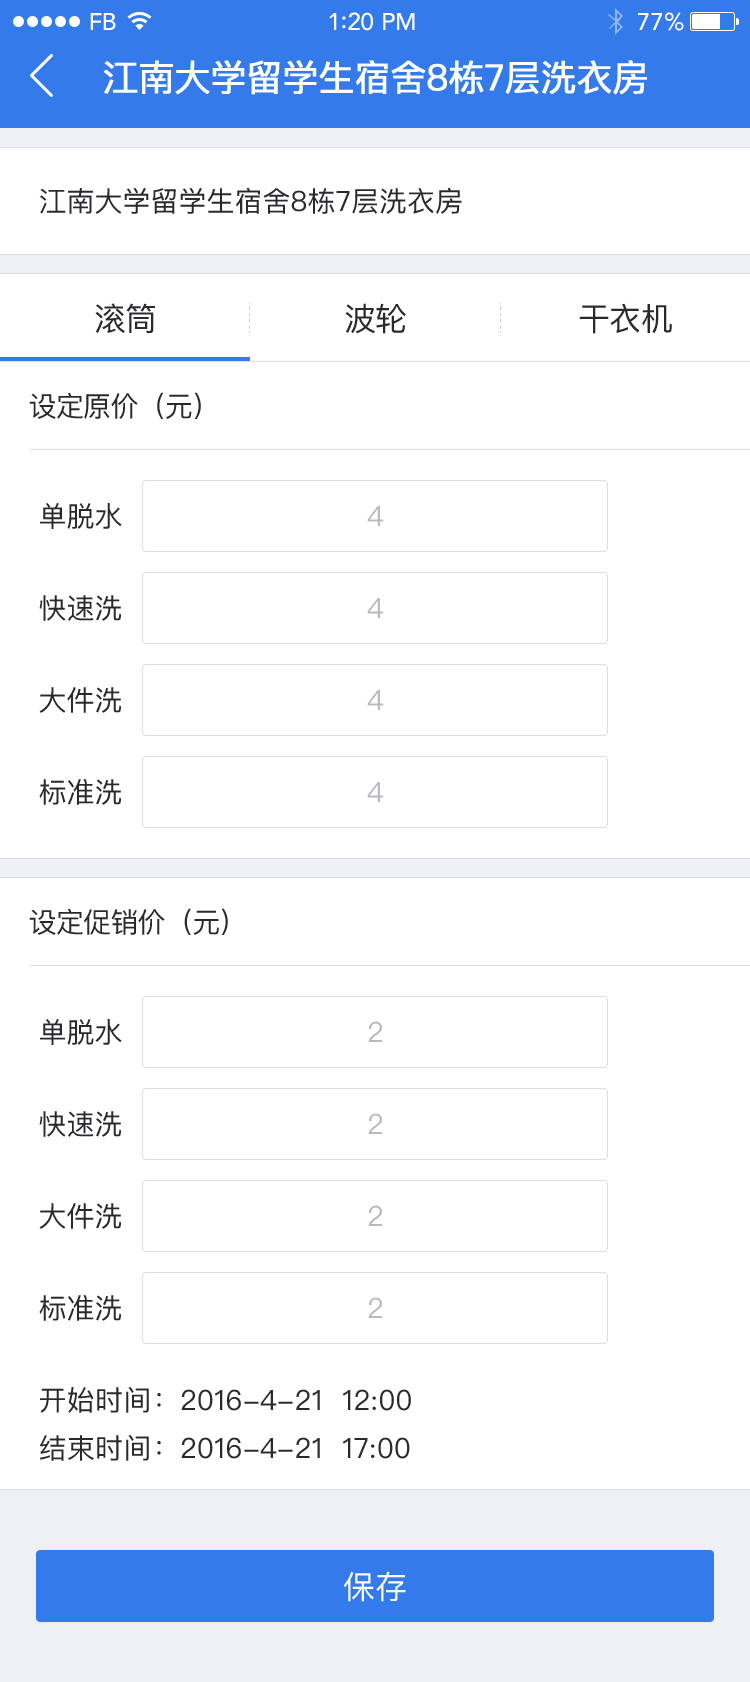 FB 1:20 PM 77%
江南大学留学生宿舍8栋7层洗衣房
江南大学留学生宿舍8栋7层洗衣房
滚筒 波轮 干衣机
设定原价（元）
单脱水 4
快速洗 4
大件洗 4
标准洗 4
设定促销价（元）
单脱水 2
快速洗 2
大件洗 2
标准洗 2
开始时间：2016-4-21 12:00
结束时间：2016-4-21 17:00
保存